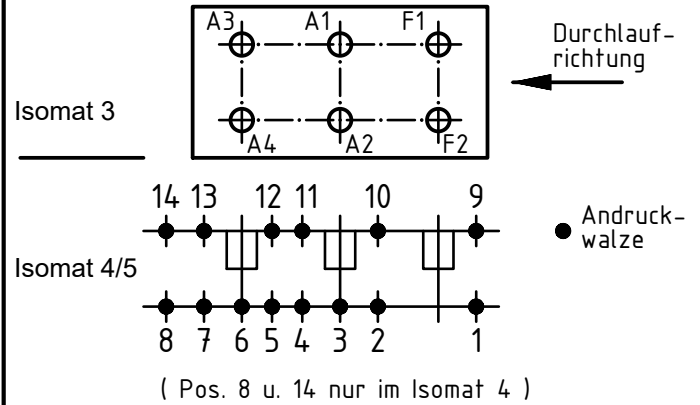 A3 A1 F1
Durchlauf-
richtung
Isomat 3
A4 A2 F2
14 13 12 11 10 9
Andruck-
walze
Isomat 4/5
8 7 6 5 4 3 2 1
( Pos. 8 u. 14 nur im Isomat 4 )